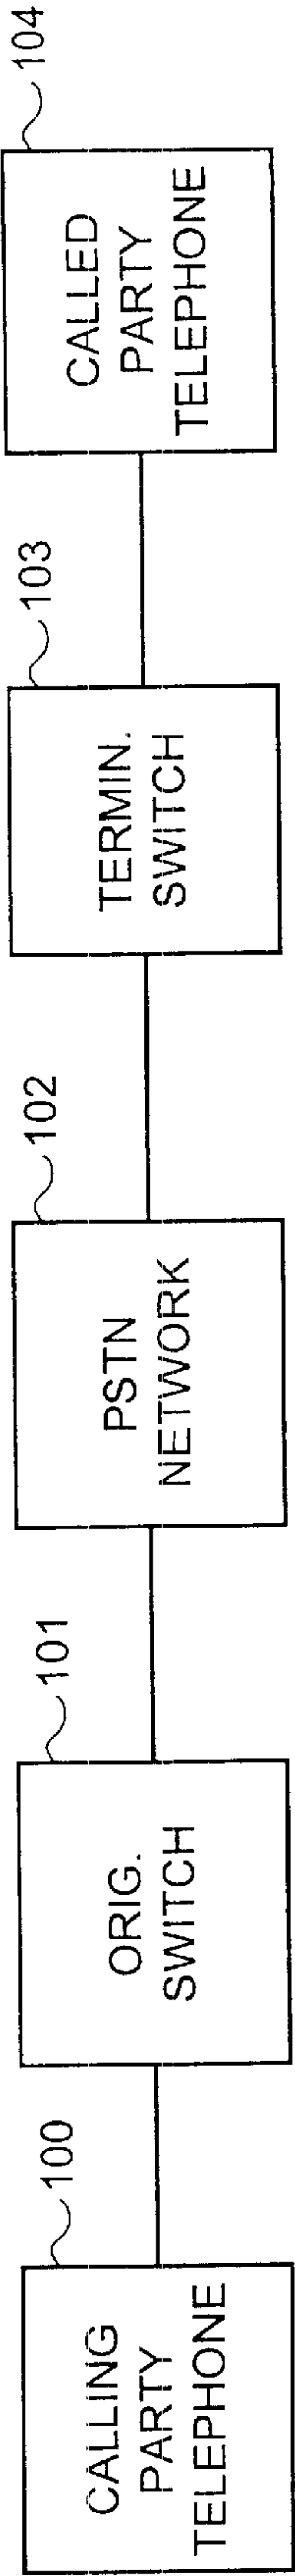 100
CALLING
PARTY
TELEPHONE
101
ORIG.
SWITCH
102
PSTN
NETWORK
103
TERMIN.
SWITCH
104
CALLED
PARTY
TELEPHONE